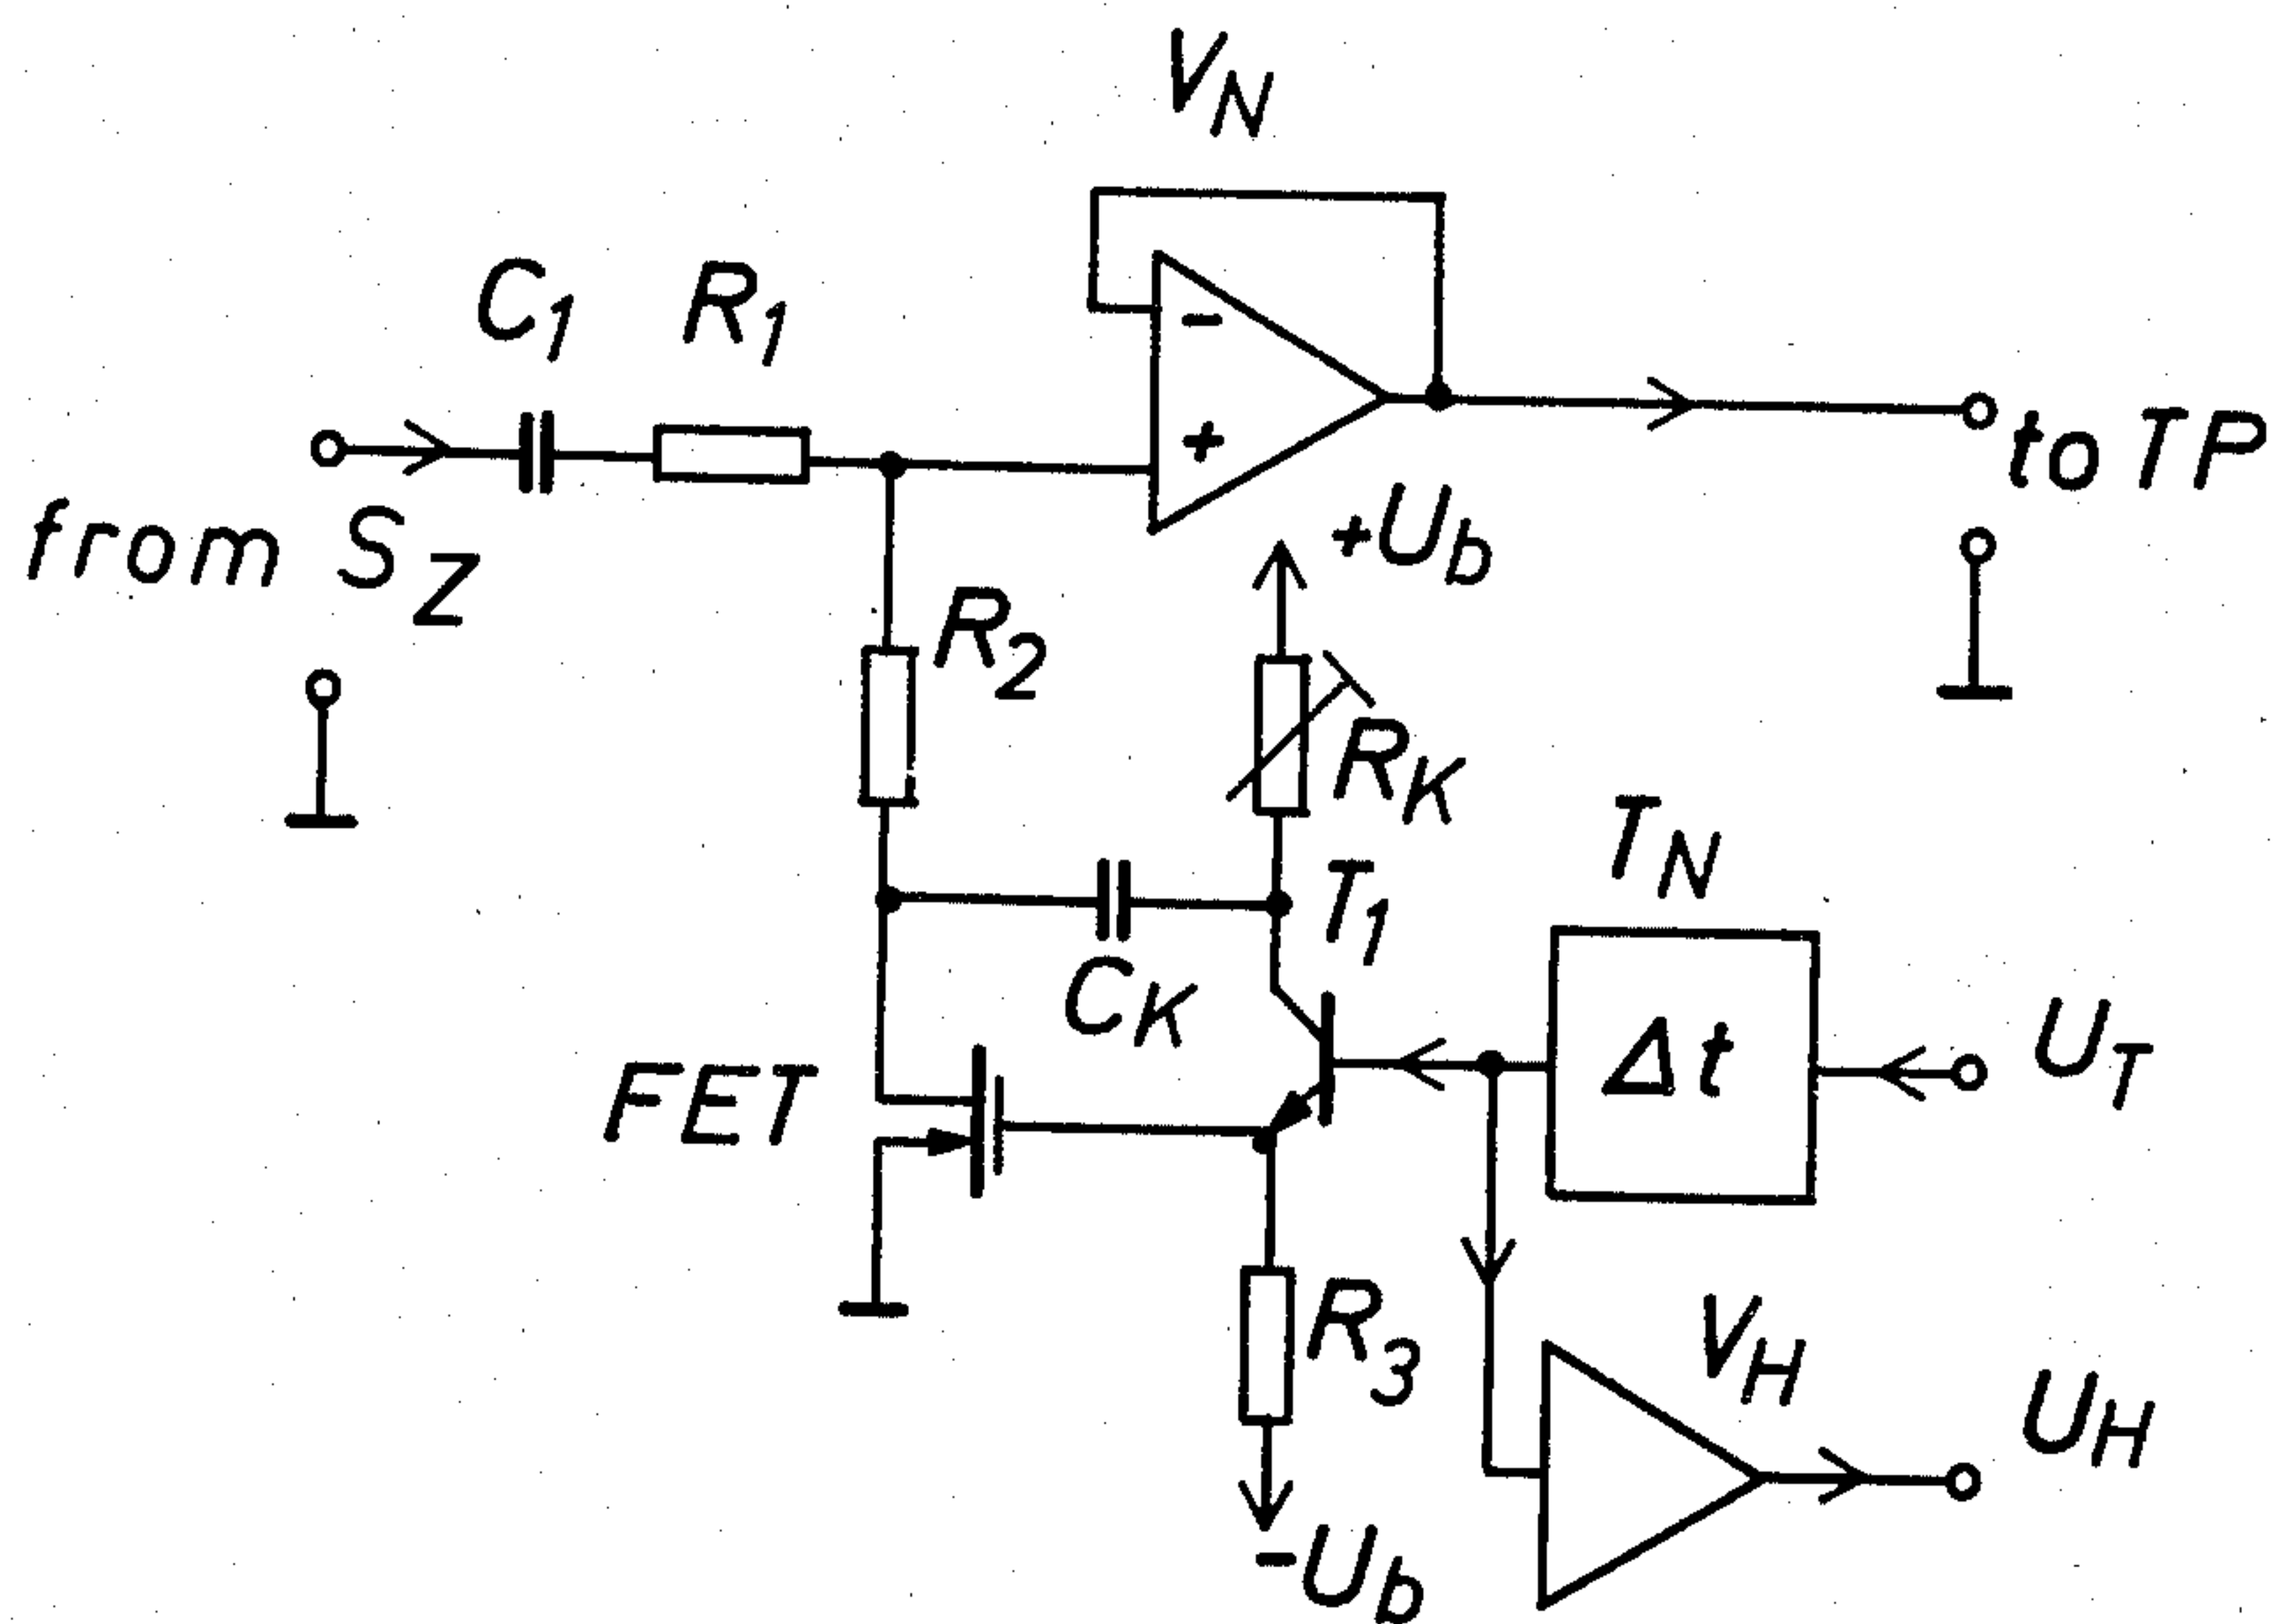 V_N
C_1
R_1
-
+
from S_Z
to TP
+U_b
R_2
R_K
T_N
T_1
C_K
Δt
U_T
FET
R_3
V_H
U_H
-U_b